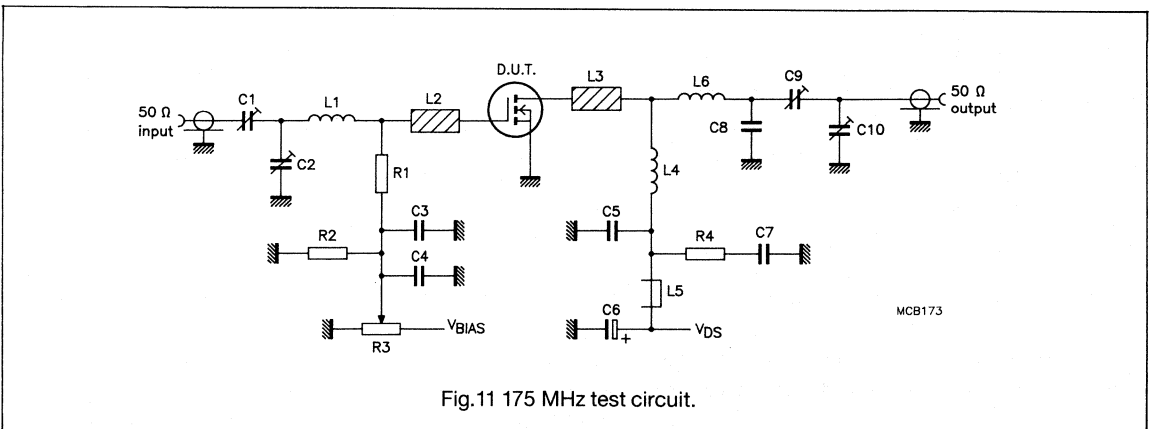 D.U.T.
L3
L6
C9
50 Ω
output
50 Ω
input
C1
L1
L2
C2
R1
C8
C10
L4
C3
C5
R2
C4
R4
C7
L5
C6
+
VBIAS
R3
VDS
MCB173
Fig.11 175 MHz test circuit.